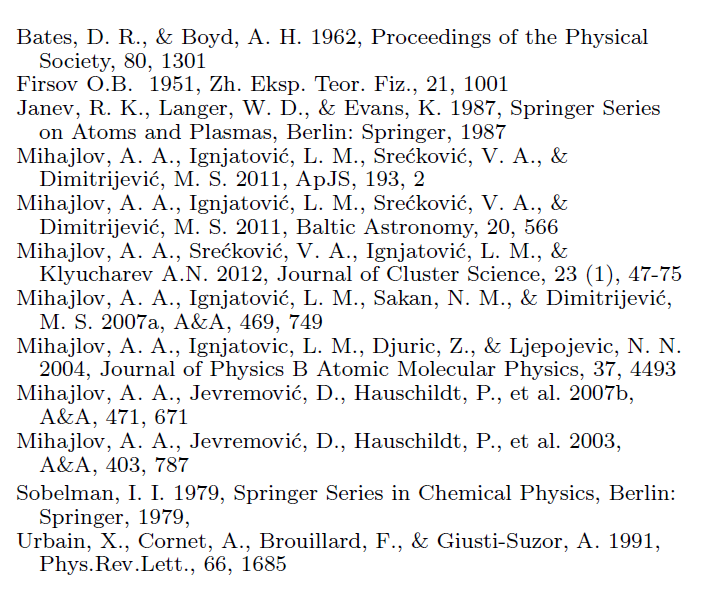 Bates, D. R., & Boyd, A. H. 1962, Proceedings of the Physical
Society, 80, 1301
Firsov O.B. 1951, Zh. Eksp. Teor. Fiz., 21, 1001
Janev, R. K., Langer, W. D., & Evans, K. 1987, Springer Series
on Atoms and Plasmas, Berlin: Springer, 1987
Mihajlov, A. A., Ignjatović, L. M., Srećković, V. A., &
Dimitrijević, M. S. 2011, ApJS, 193, 2
Mihajlov, A. A., Ignjatović, L. M., Srećković, V. A., &
Dimitrijević, M. S. 2011, Baltic Astronomy, 20, 566
Mihajlov, A. A., Srećković, V. A., Ignjatović, L. M., &
Klyucharev A.N. 2012, Journal of Cluster Science, 23 (1), 47-75
Mihajlov, A. A., Ignjatović, L. M., Sakan, N. M., & Dimitrijević,
M. S. 2007a, A&A, 469, 749
Mihajlov, A. A., Ignjatovic, L. M., Djuric, Z., & Ljepojevic, N. N.
2004, Journal of Physics B Atomic Molecular Physics, 37, 4493
Mihajlov, A. A., Jevremović, D., Hauschildt, P., et al. 2007b,
A&A, 471, 671
Mihajlov, A. A., Jevremović, D., Hauschildt, P., et al. 2003,
A&A, 403, 787
Sobelman, I. I. 1979, Springer Series in Chemical Physics, Berlin:
Springer, 1979,
Urbain, X., Cornet, A., Brouillard, F., & Giusti-Suzor, A. 1991,
Phys.Rev.Lett., 66, 1685